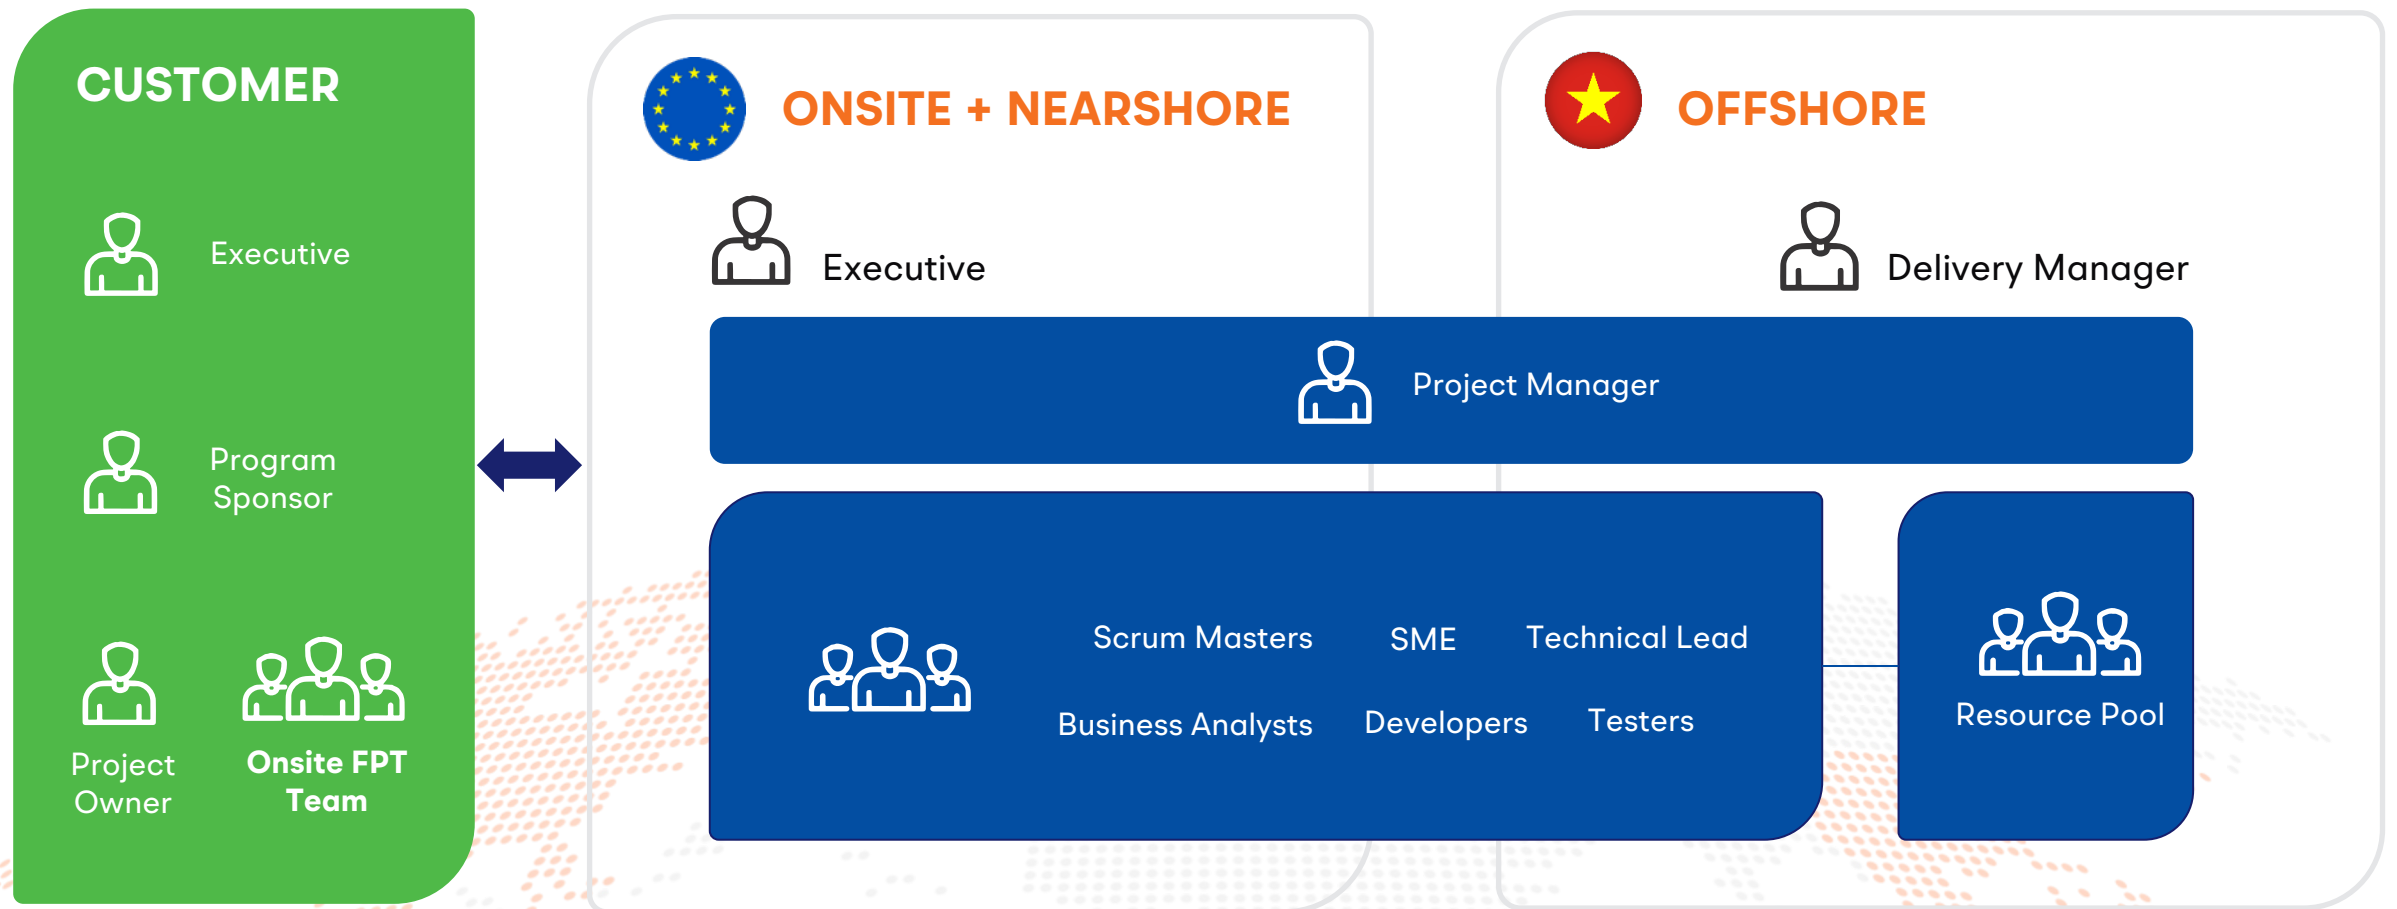 CUSTOMER
Executive
Program
Sponsor
Project
Owner
Onsite FPT
Team
ONSITE + NEARSHORE
Executive
OFFSHORE
Delivery Manager
Project Manager
Scrum Masters
SME
Technical Lead
Business Analysts
Developers
Testers
Resource Pool